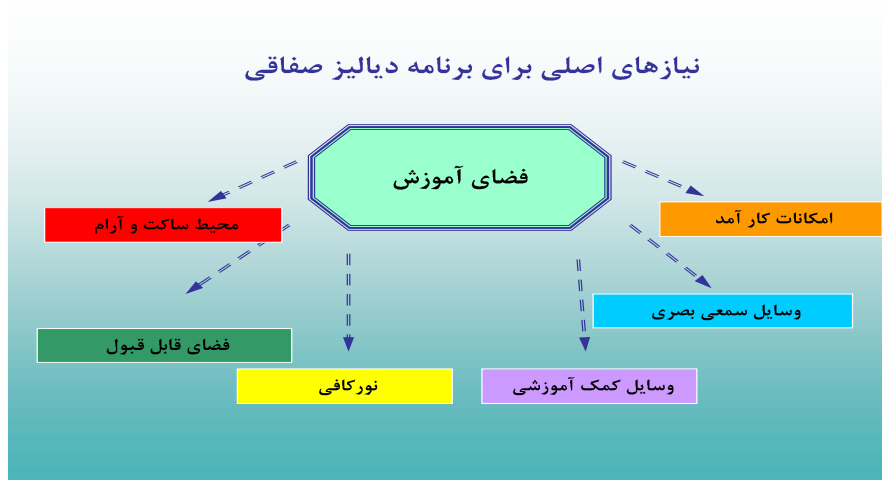 نیازهای اصلی برای برنامه دیالیز صفاقی
فضای آموزش
امکانات کار آمد
محیط ساکت و آرام
وسایل سمعی بصری
فضای قابل قبول
وسایل کمک آموزشی
نورکافی